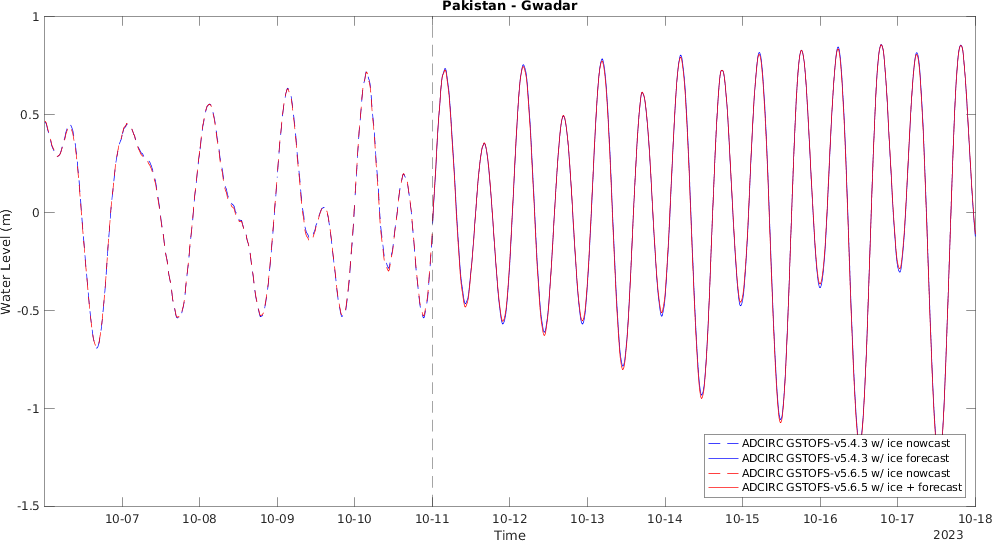 Pakistan - Gwadar
1
0.5
0
-0.5
-1
-1.5
Water Level (m)
10-07 10-08 10-09 10-10 10-11 10-12 10-13 10-14 10-15 10-16 10-17 10-18
Time
2023
ADCIRC GSTOFS-v5.4.3 w/ ice nowcast
ADCIRC GSTOFS-v5.4.3 w/ ice forecast
ADCIRC GSTOFS-v5.6.5 w/ ice nowcast
ADCIRC GSTOFS-v5.6.5 w/ ice + forecast